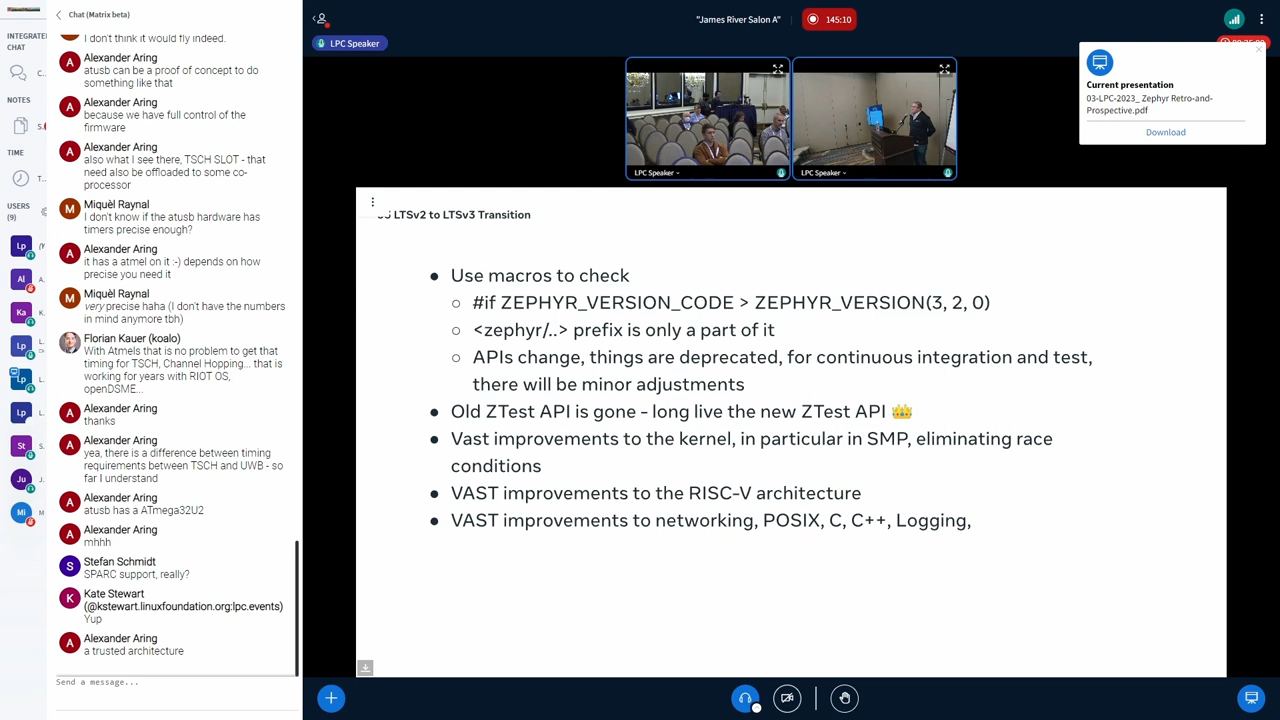 Chat (Matrix beta)
"James River Salon A"
145:10
LPC Speaker
INTEGRATE
CHAT
C.
NOTES
S.
TIME
T..
USERS
(9)
I don't think it would fly indeed.
Alexander Aring
atusb can be a proof of concept to do
something like that
Alexander Aring
because we have full control of the
firmware
Alexander Aring
also what I see there, TSCH SLOT - that
need also be offloaded to some co-
processor
Miquèl Raynal
I don't know if the atusb hardware has
timers precise enough?
Alexander Aring
it has a atmel on it :-) depends on how
precise you need it
Miquèl Raynal
very precise haha (I don't have the numbers
in mind anymore tbh)
Florian Kauer (koalo)
With Atmels that is no problem to get that
timing for TSCH, Channel Hopping... that is
working for years with RIOT OS,
openDSME...
Alexander Aring
thanks
Alexander Aring
yea, there is a difference between timing
requirements between TSCH and UWB - so
far I understand
Alexander Aring
atusb has a ATmega32U2
Alexander Aring
mhhh
Stefan Schmidt
SPARC support, really?
Kate Stewart
(@kstewart.linuxfoundation.org:lpc.events)
Yup
Alexander Aring
a trusted architecture
Send a message...
LPC Speaker
LPC Speaker
Current presentation
03-LPC-2023_ Zephyr Retro-and-
Prospective.pdf
Download
LTSv2 to LTSv3 Transition
● Use macros to check
○ #if ZEPHYR_VERSION_CODE > ZEPHYR_VERSION(3, 2, 0)
○ <zephyr/..> prefix is only a part of it
○ APIs change, things are deprecated, for continuous integration and test,
there will be minor adjustments
● Old ZTest API is gone - long live the new ZTest API 👑
● Vast improvements to the kernel, in particular in SMP, eliminating race
conditions
● VAST improvements to the RISC-V architecture
● VAST improvements to networking, POSIX, C, C++, Logging,